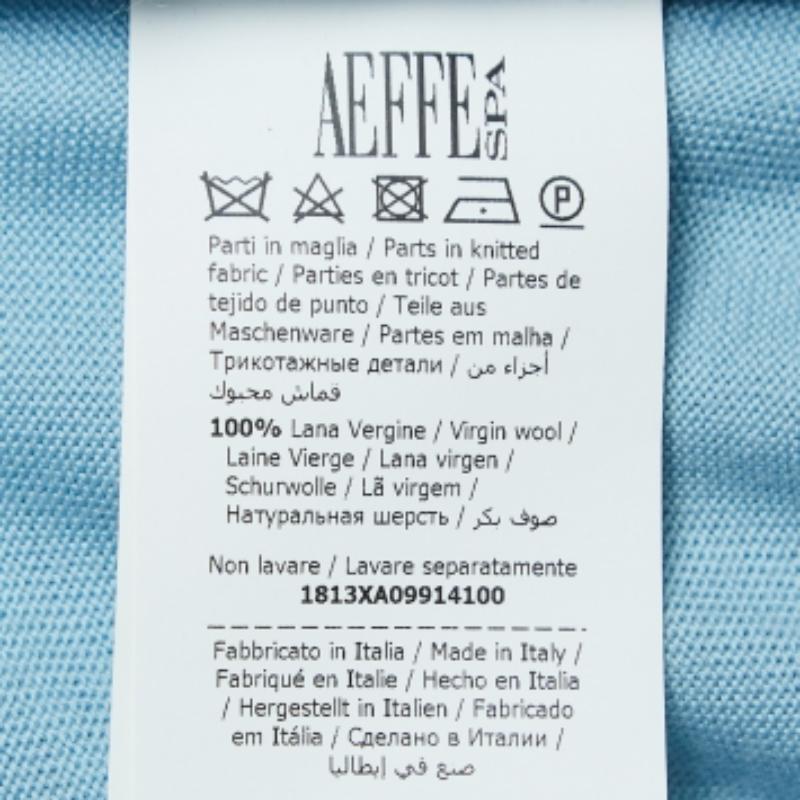 AEFFE SPA
P
Parti in maglia / Parts in knitted
fabric / Parties en tricot / Partes de
tejido de punto / Teile aus
Maschenware / Partes em malha /
Трикотажные детали / أجزاء من
قماش محبوك
100% Lana Vergine / Virgin wool /
Laine Vierge / Lana virgen /
Schurwolle / Lã virgem /
Натуральная шерсть / صوف بكر
Non lavare / Lavare separatamente
1813XA09914100
Fabbricato in Italia / Made in Italy /
Fabriqué en Italie / Hecho en Italia
/ Hergestellt in Italien / Fabricado
em Itália / Сделано в Италии /
صنع في إيطاليا